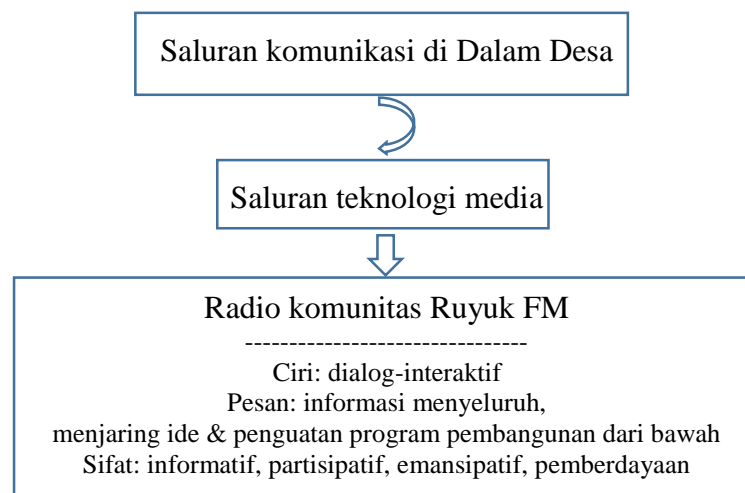 Saluran komunikasi di Dalam Desa
Saluran teknologi media
Radio komunitas Ruyuk FM
--------------------------------
Ciri: dialog-interaktif
Pesan: informasi menyeluruh,
menjaring ide & penguatan program pembangunan dari bawah
Sifat: informatif, partisipatif, emansipatif, pemberdayaan